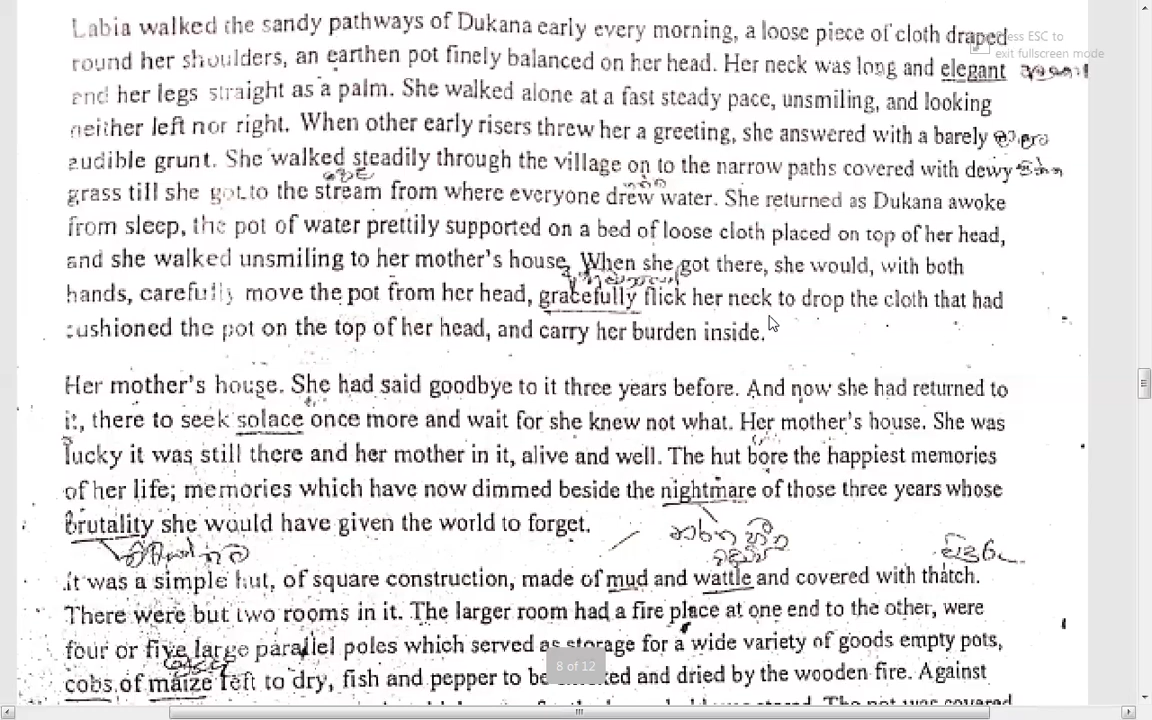 Labia walked the sandy pathways of Dukana early every morning, a loose piece of cloth draped
ess ESC to
exit fullscreen mode
round her shoulders, an earthen pot finely balanced on her head. Her neck was long and elegant
and her legs straight as a palm. She walked alone at a fast steady pace, unsmiling, and looking
neither left nor right. When other early risers threw her a greeting, she answered with a barely
audible grunt. She walked steadily through the village on to the narrow paths covered with dewy
grass till she got to the stream from where everyone drew water. She returned as Dukana awoke
from sleep, the pot of water prettily supported on a bed of loose cloth placed on top of her head,
and she walked unsmiling to her mother's house. When she got there, she would, with both
hands, carefully move the pot from her head, gracefully flick her neck to drop the cloth that had
cushioned the pot on the top of her head, and carry her burden inside.
Her mother's house. She had said goodbye to it three years before. And now she had returned to
it, there to seek solace once more and wait for she knew not what. Her mother's house. She was
lucky it was still there and her mother in it, alive and well. The hut bore the happiest memories
of her life; memories which have now dimmed beside the nightmare of those three years whose
brutality she would have given the world to forget.
It was a simple hut, of square construction, made of mud and wattle and covered with thatch.
There were but two rooms in it. The larger room had a fire place at one end to the other, were
four or five large parallel poles which served as storage for a wide variety of goods empty pots,
8 of 12
cobs of maize left to dry, fish and pepper to be and dried by the wooden fire. Against